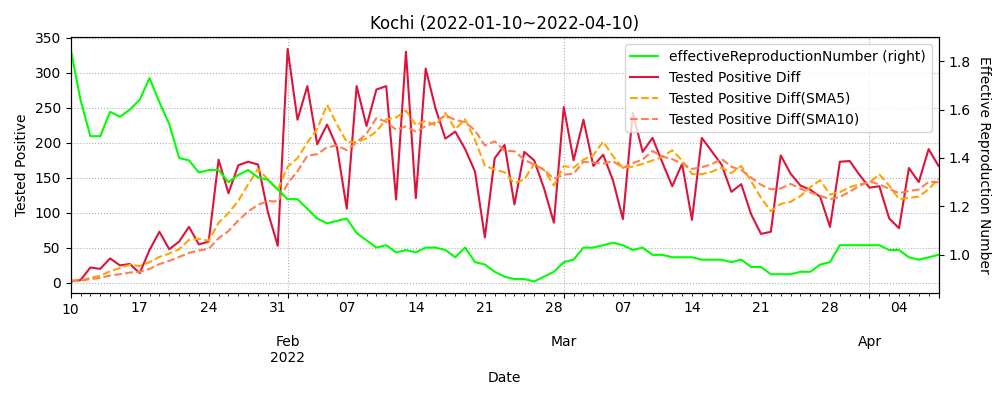 Kochi (2022-01-10~2022-04-10)
effectiveReproductionNumber (right)
Tested Positive Diff
Tested Positive Diff(SMA5)
Tested Positive Diff(SMA10)
Tested Positive
350
300
250
200
150
100
50
0
1.8
1.6
1.4
1.2
1.0
Effective Reproduction Number
10 17 24 31 07 14 21 28 07 14 21 28 04
Feb Mar Apr
2022
Date